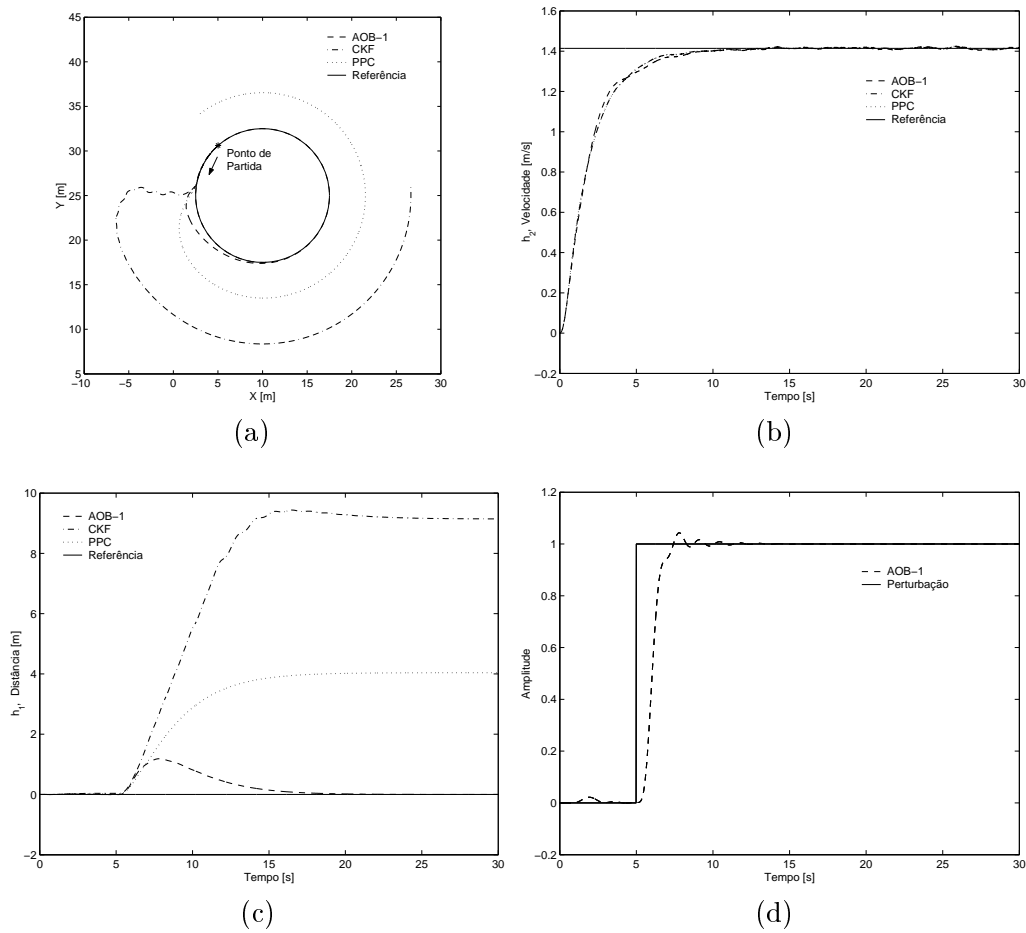 45
40
35
30
25
20
15
10
5
−10
−5
0
5
10
15
20
25
30
X [m]
Y [m]
AOB−1
CKF
PPC
Referência
Ponto de
Partida
(a)
1.6
1.4
1.2
1
0.8
0.6
0.4
0.2
0
−0.2
0
5
10
15
20
25
30
Tempo [s]
h2, Velocidade [m/s]
AOB−1
CKF
PPC
Referência
(b)
10
8
6
4
2
0
−2
0
5
10
15
20
25
30
Tempo [s]
h1, Distância [m]
AOB−1
CKF
PPC
Referência
(c)
1.2
1
0.8
0.6
0.4
0.2
0
−0.2
0
5
10
15
20
25
30
Tempo [s]
Amplitude
AOB−1
Perturbação
(d)